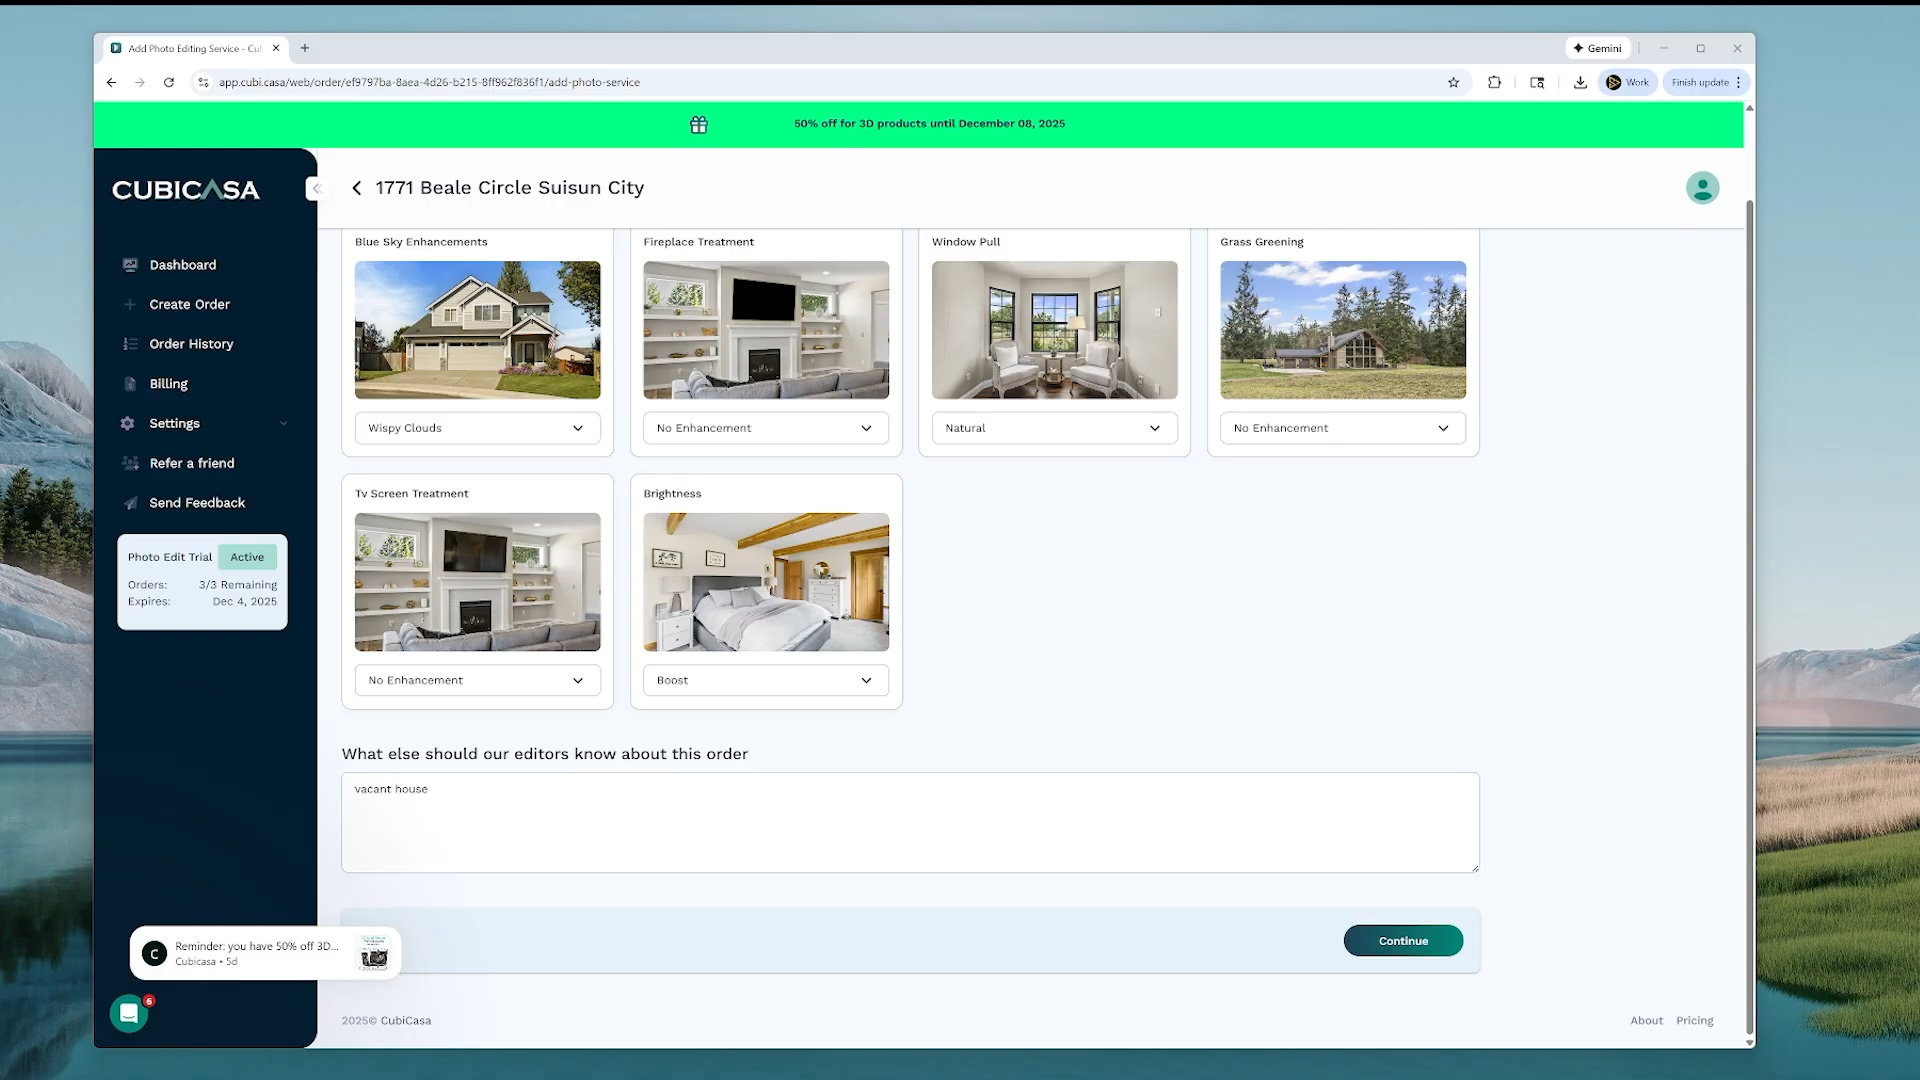 Add Photo Editing Service - Cu
Gemini
app.cubi.casa/web/order/ef9797ba-8aea-4d26-b215-8ff962f836f1/add-photo-service
Work
Finish update
50% off for 3D products until December 08, 2025
CUBICASA
1771 Beale Circle Suisun City
Dashboard
Create Order
Order History
Billing
Settings
Refer a friend
Send Feedback
Photo Edit Trial Active
Orders: 3/3 Remaining
Expires: Dec 4, 2025
Blue Sky Enhancements
Wispy Clouds
Fireplace Treatment
No Enhancement
Window Pull
Natural
Grass Greening
No Enhancement
Tv Screen Treatment
No Enhancement
Brightness
Boost
What else should our editors know about this order
vacant house
Continue
C
Reminder: you have 50% off 3D...
Cubicasa • 5d
6
2025© CubiCasa
About Pricing